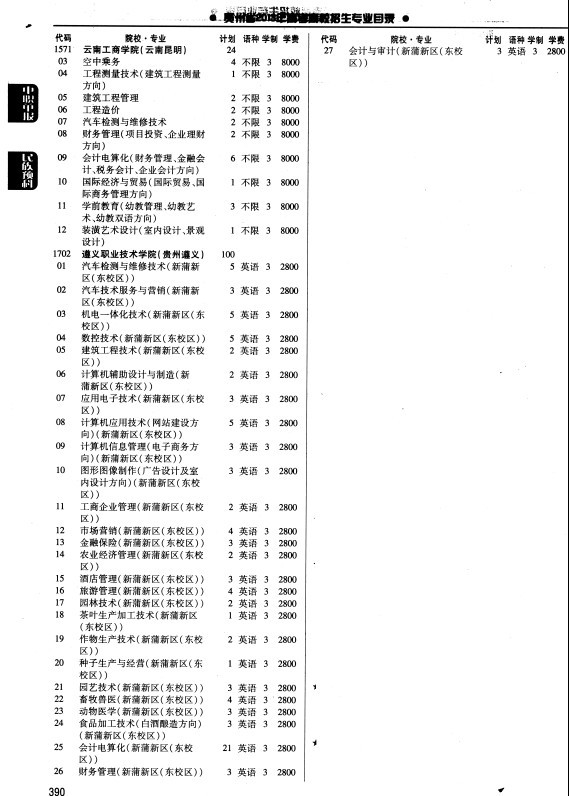 贵州省2013年高等学校招生专业目录
代码 院校·专业 计划 语种 学制 学费
1571 云南工商学院(云南昆明) 24
03 空中乘务 4 不限 3 8000
04 工程测量技术(建筑工程测量 1 不限 3 8000
方向)
05 建筑工程管理 2 不限 3 8000
06 工程造价 2 不限 3 8000
07 汽车检测与维修技术 2 不限 3 8000
08 财务管理(项目投资、企业理财 2 不限 3 8000
方向)
09 会计电算化(财务管理、金融会 6 不限 3 8000
计、税务会计、企业会计方向)
10 国际经济与贸易(国际贸易、国 1 不限 3 8000
际商务管理方向)
11 学前教育(幼教管理、幼教艺 3 不限 3 8000
术、幼教双语方向)
12 装潢艺术设计(室内设计、景观 1 不限 3 8000
设计)
1702 遵义职业技术学院(贵州遵义) 100
01 汽车检测与维修技术(新蒲新 5 英语 3 2800
区(东校区))
02 汽车技术服务与营销(新蒲新 3 英语 3 2800
区(东校区))
03 机电一体化技术(新蒲新区(东 5 英语 3 2800
校区))
04 数控技术(新蒲新区(东校区)) 5 英语 3 2800
05 建筑工程技术(新蒲新区(东校 2 英语 3 2800
区))
06 计算机辅助设计与制造(新 2 英语 3 2800
蒲新区(东校区))
07 应用电子技术(新蒲新区(东校 3 英语 3 2800
区))
08 计算机应用技术(网站建设方 5 英语 3 2800
向)(新蒲新区(东校区))
09 计算机信息管理(电子商务方 3 英语 3 2800
向)(新蒲新区(东校区))
10 图形图像制作(广告设计及室 3 英语 3 2800
内设计方向)(新蒲新区(东校
区))
11 工商企业管理(新蒲新区(东校 2 英语 3 2800
区))
12 市场营销(新蒲新区(东校区)) 4 英语 3 2800
13 金融保险(新蒲新区(东校区)) 3 英语 3 2800
14 农业经济管理(新蒲新区(东校 2 英语 3 2800
区))
15 酒店管理(新蒲新区(东校区)) 3 英语 3 2800
16 旅游管理(新蒲新区(东校区)) 4 英语 3 2800
17 园林技术(新蒲新区(东校区)) 2 英语 3 2800
18 茶叶生产加工技术(新蒲新区 1 英语 3 2800
(东校区))
19 作物生产技术(新蒲新区(东校 2 英语 3 2800
区))
20 种子生产与经营(新蒲新区(东 1 英语 3 2800
校区))
21 园艺技术(新蒲新区(东校区)) 3 英语 3 2800
22 畜牧兽医(新蒲新区(东校区)) 4 英语 3 2800
23 动物医学(新蒲新区(东校区)) 3 英语 3 2800
24 食品加工技术(白酒酿造方向) 3 英语 3 2800
(新蒲新区(东校区))
25 会计电算化(新蒲新区(东校 21 英语 3 2800
区))
26 财务管理(新蒲新区(东校区)) 3 英语 3 2800
代码 院校·专业 计划 语种 学制 学费
27 会计与审计(新蒲新区(东校 3 英语 3 2800
区))
民族预科
390